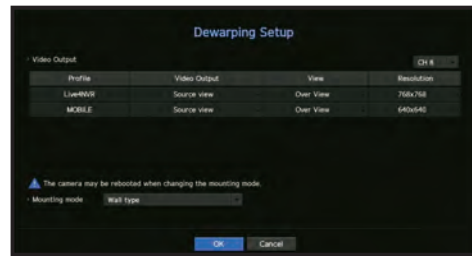 Dewarping Setup
· Video Output
CH 8
Profile Video Output View Resolution
Live4NVR Source view Over View 768x768
MOBILE Source view Over View 640x640
The camera may be rebooted when changing the mounting mode.
· Mounting mode Wall type
OK Cancel